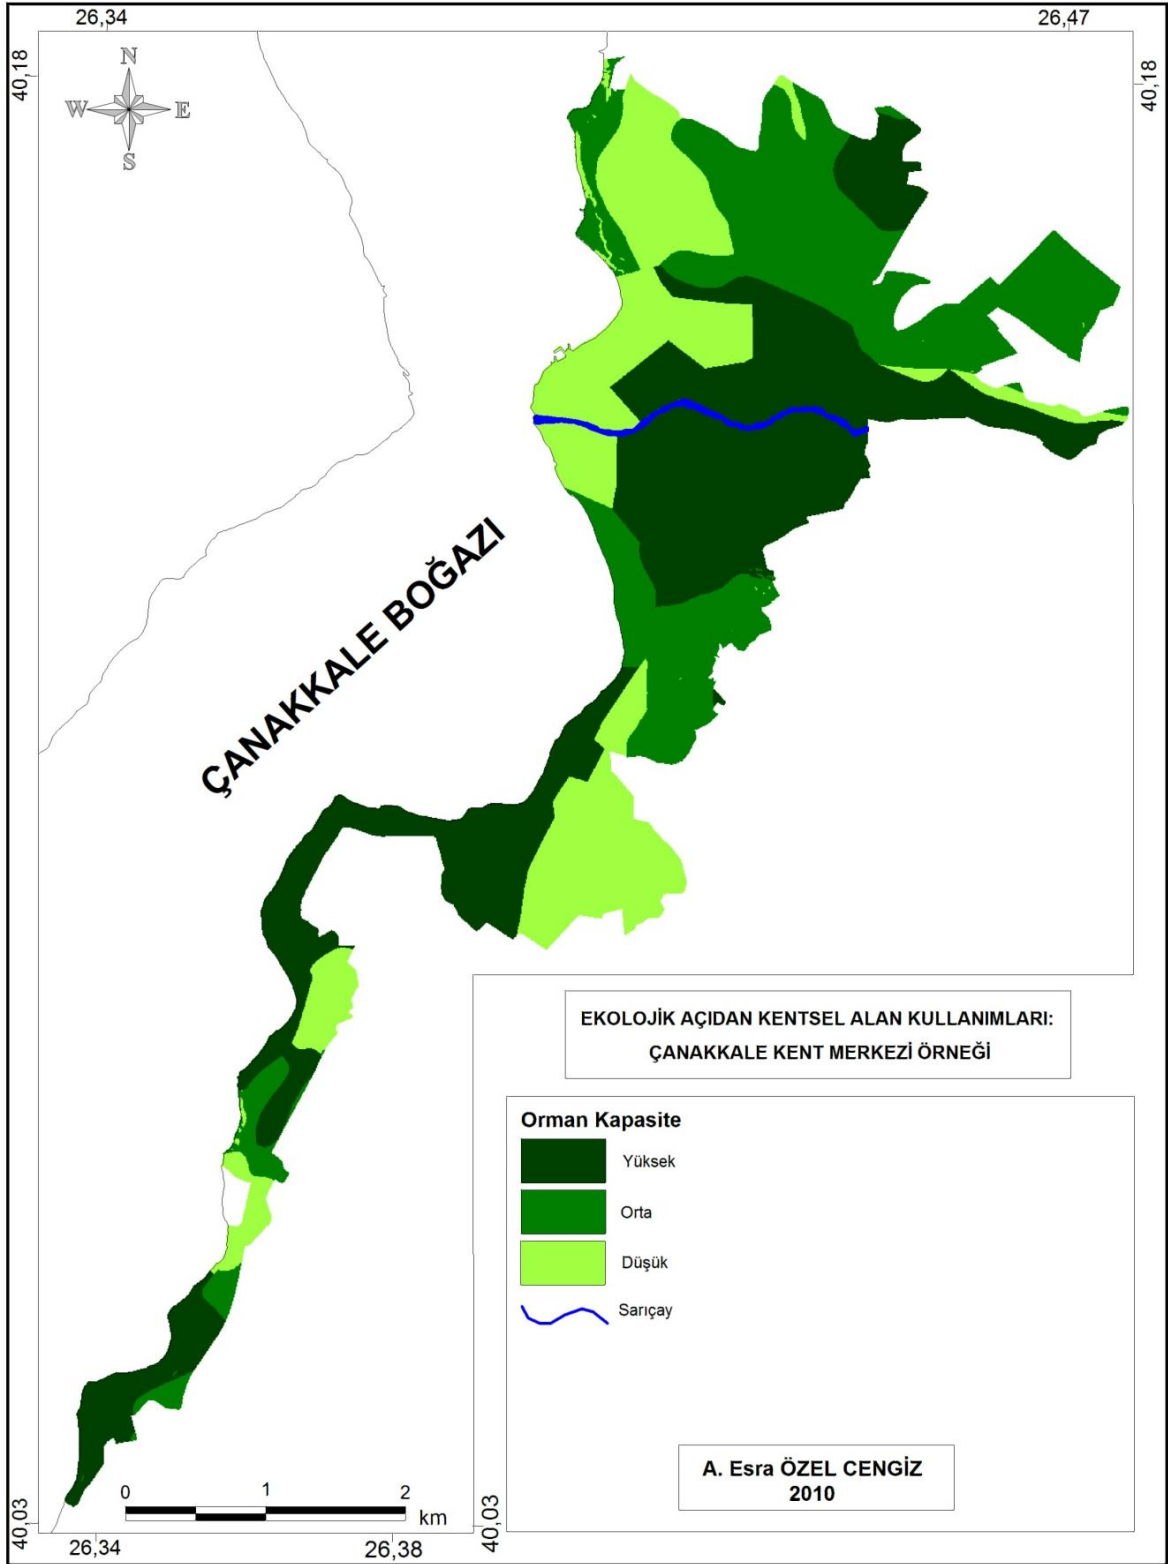 26,34
26,47
40,18
40,18
N
W
E
S
ÇANAKKALE BOĞAZI
EKOLOJİK AÇIDAN KENTSEL ALAN KULLANIMLARI:
ÇANAKKALE KENT MERKEZİ ÖRNEĞİ
Orman Kapasite
Yüksek
Orta
Düşük
Sarıçay
A. Esra ÖZEL CENGİZ
2010
0 1 2
km
40,03
40,03
26,34
26,38